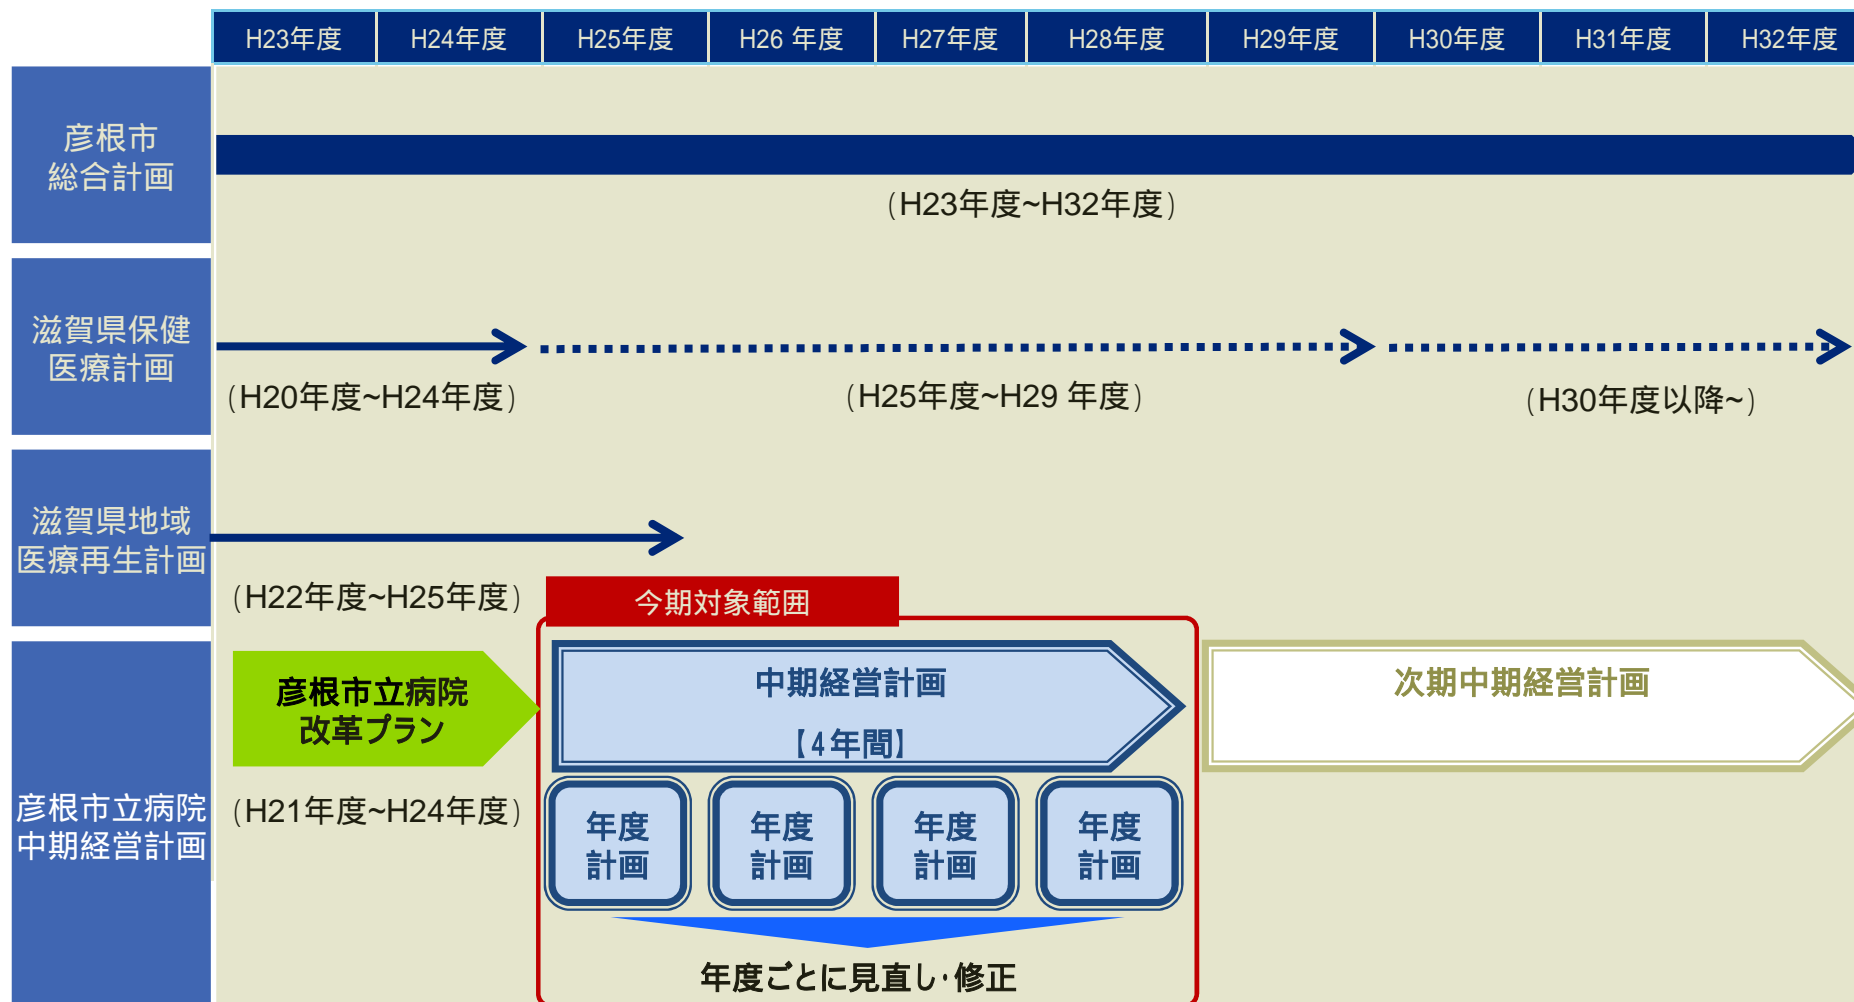 H23年度 H24年度 H25年度 H26 年度 H27年度 H28年度 H29年度 H30年度 H31年度 H32年度
彦根市
総合計画
(H23年度~H32年度)
滋賀県保健
医療計画
(H20年度~H24年度)
(H25年度~H29 年度)
(H30年度以降~)
滋賀県地域
医療再生計画
(H22年度~H25年度)
今期対象範囲
彦根市立病院
中期経営計画
彦根市立病院
改革プラン
(H21年度~H24年度)
中期経営計画
【4年間】
次期中期経営計画
年度
計画
年度
計画
年度
計画
年度
計画
年度ごとに見直し・修正